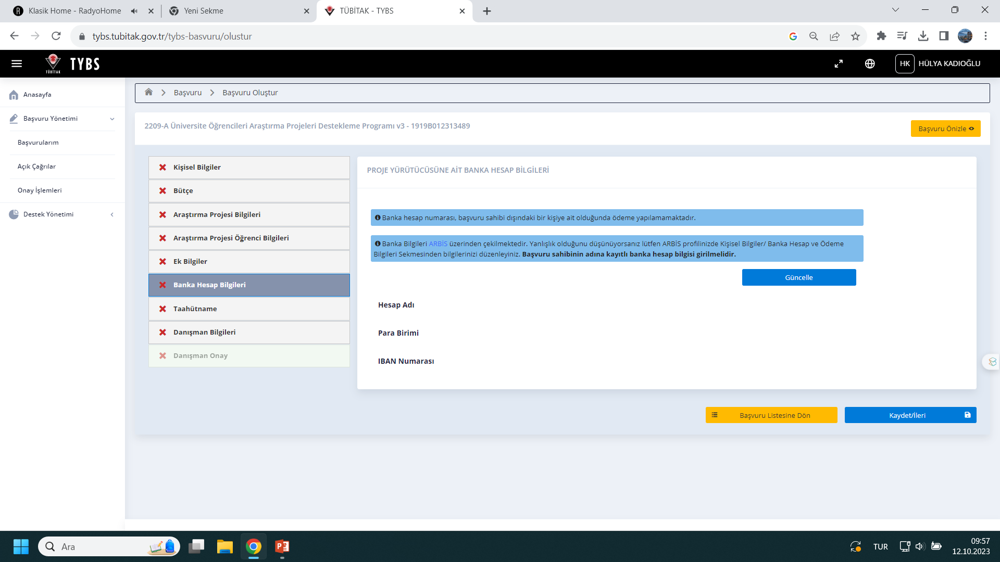 Klasik Home - RadyoHome
Yeni Sekme
TÜBİTAK - TYBS
tybs.tubitak.gov.tr/tybs-basvuru/olustur
TÜBİTAK
TYBS
HK
HÜLYA KADIOĞLU
Anasayfa
Başvuru Yönetimi
Başvurularım
Açık Çağrılar
Onay İşlemleri
Destek Yönetimi
Başvuru
Başvuru Oluştur
2209-A Üniversite Öğrencileri Araştırma Projeleri Destekleme Programı v3 - 1919B012313489
Başvuru Önizle
Kişisel Bilgiler
Bütçe
Araştırma Projesi Bilgileri
Araştırma Projesi Öğrenci Bilgileri
Ek Bilgiler
Banka Hesap Bilgileri
Taahütname
Danışman Bilgileri
Danışman Onay
PROJE YÜRÜTÜCÜSÜNE AİT BANKA HESAP BİLGİLERİ
Banka hesap numarası, başvuru sahibi dışındaki bir kişiye ait olduğunda ödeme yapılamamaktadır.
Banka Bilgileri ARBİS üzerinden çekilmektedir. Yanlışlık olduğunu düşünüyorsanız lütfen ARBİS profilinizde Kişisel Bilgiler/ Banka Hesap ve Ödeme
Bilgileri Sekmesinden bilgilerinizi düzenleyiniz. Başvuru sahibinin adına kayıtlı banka hesap bilgisi girilmelidir.
Güncelle
Hesap Adı
Para Birimi
IBAN Numarası
Başvuru Listesine Dön
Kaydet/İleri
Ara
TUR
09:57
12.10.2023